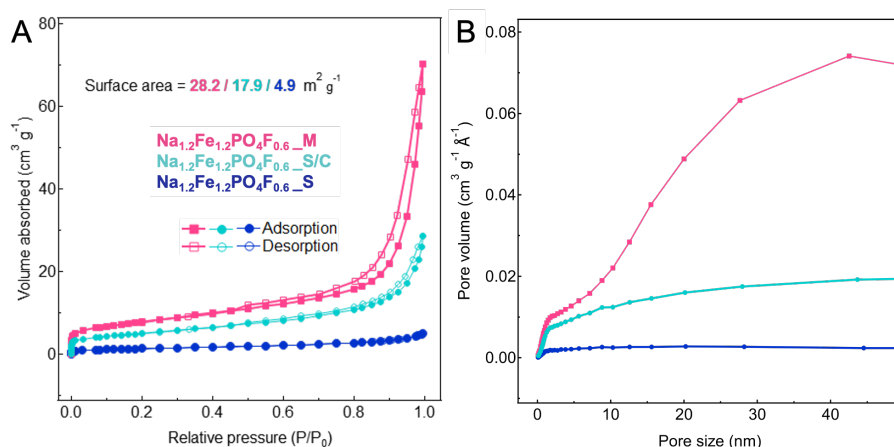 A
80
60
40
20
0
0.0 0.2 0.4 0.6 0.8 1.0
Volume absorbed (cm³ g⁻¹)
Relative pressure (P/P₀)
Surface area = 28.2 / 17.9 / 4.9 m² g⁻¹
Na₁.₂Fe₁.₂PO₄F₀.₆_M
Na₁.₂Fe₁.₂PO₄F₀.₆_S/C
Na₁.₂Fe₁.₂PO₄F₀.₆_S
Adsorption
Desorption
B
0.08
0.06
0.04
0.02
0.00
0 10 20 30 40
Pore volume (cm³ g⁻¹ Å⁻¹)
Pore size (nm)